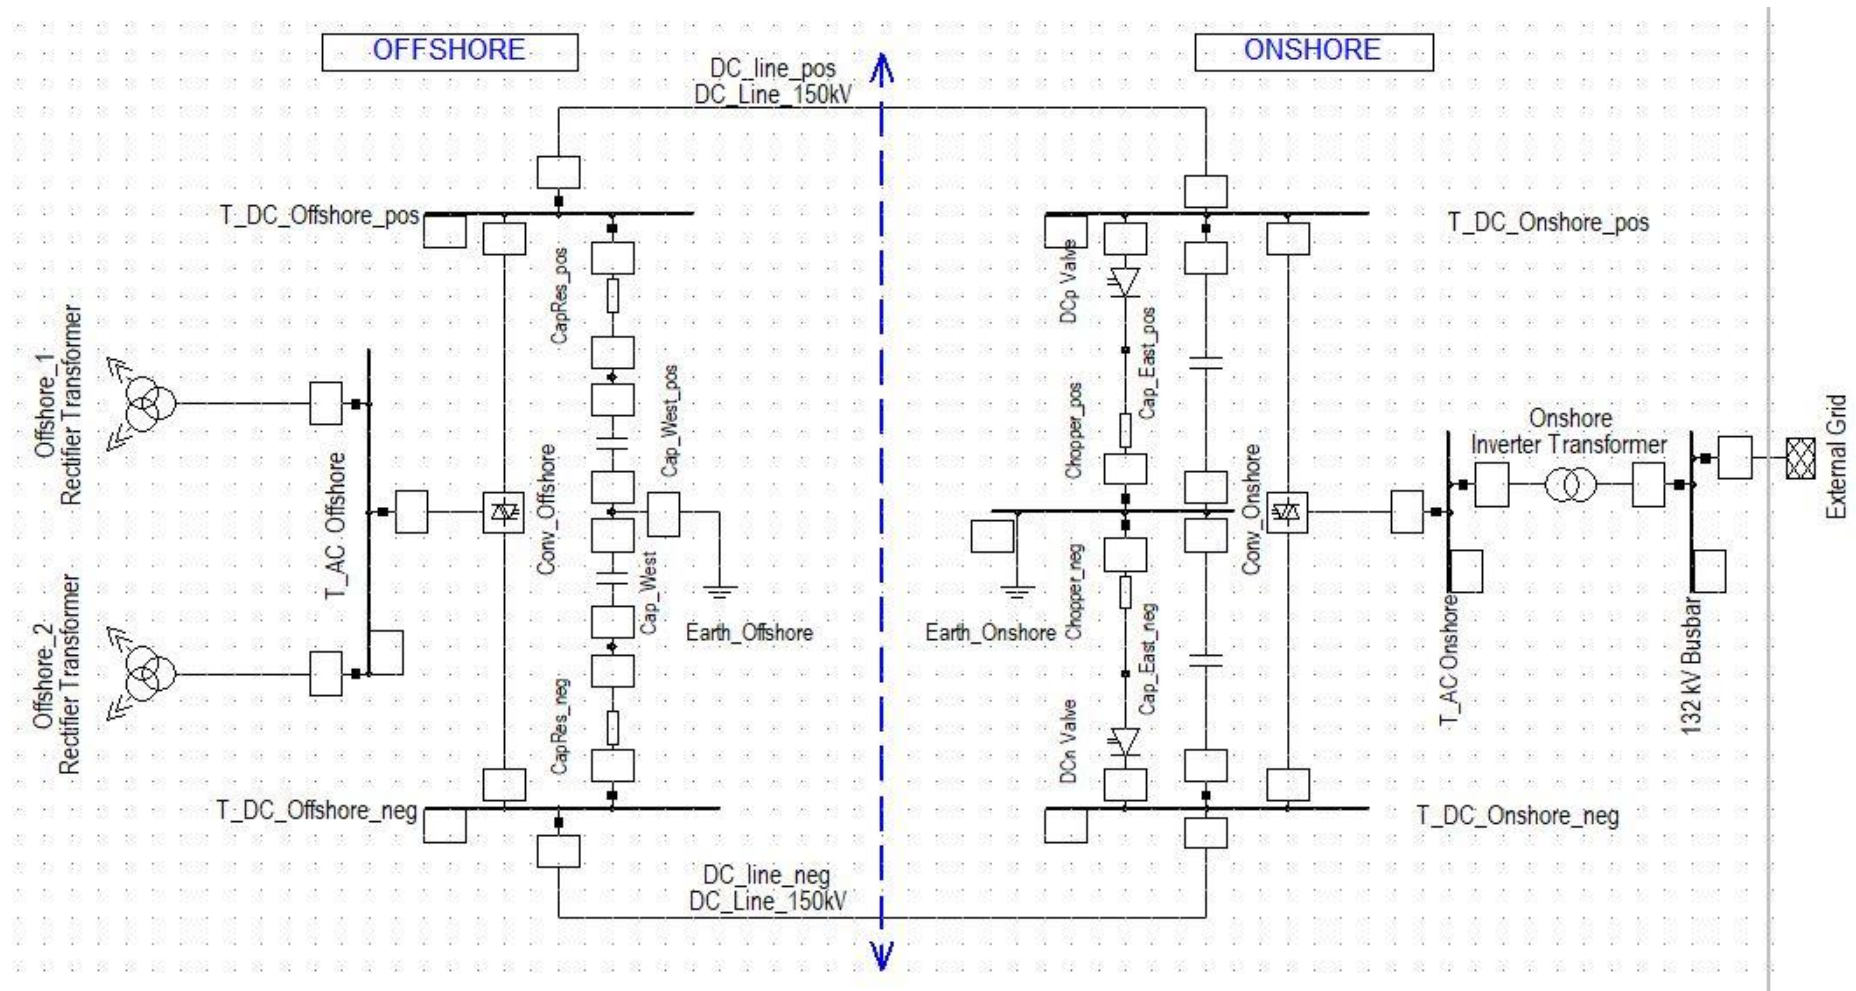 OFFSHORE
ONSHORE
DC_line_pos
DC_Line_150kV
T_DC_Offshore_pos
T_DC_Onshore_pos
CapRes_pos
DCp Valve
Cap_East_pos
Offshore_1
Rectifier Transformer
Cap_West_pos
Chopper_pos
Onshore
Inverter Transformer
External Grid
T_AC Offshore
Conv_Offshore
Conv_Onshore
Cap_West
Chopper_neg
Earth_Offshore
Earth_Onshore
Offshore_2
Rectifier Transformer
Cap_East_neg
T_AC Onshore
132 kV Busbar
CapRes_neg
DCn Valve
T_DC_Offshore_neg
T_DC_Onshore_neg
DC_line_neg
DC_Line_150kV